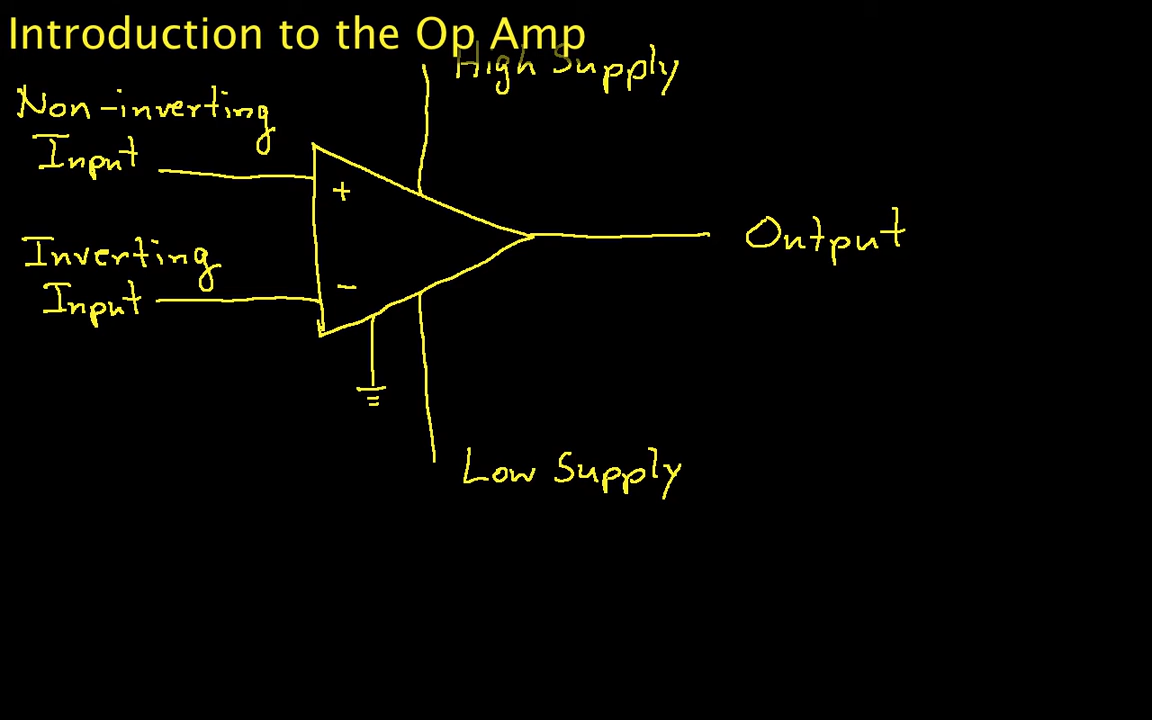 Introduction to the Op Amp
High Supply
Non-inverting
Input
+
Inverting
Input
-
Output
Low Supply